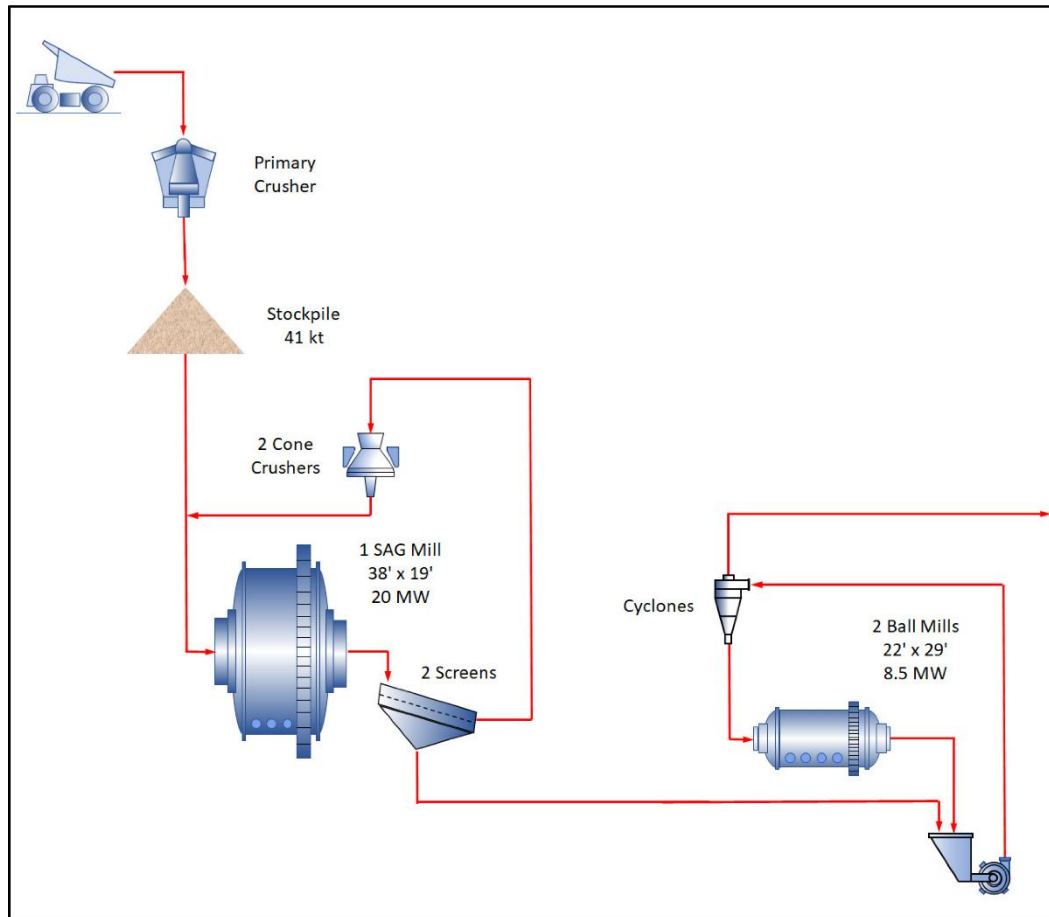 Primary
Crusher
Stockpile
41 kt
2 Cone
Crushers
1 SAG Mill
38' x 19'
20 MW
2 Screens
Cyclones
2 Ball Mills
22' x 29'
8.5 MW